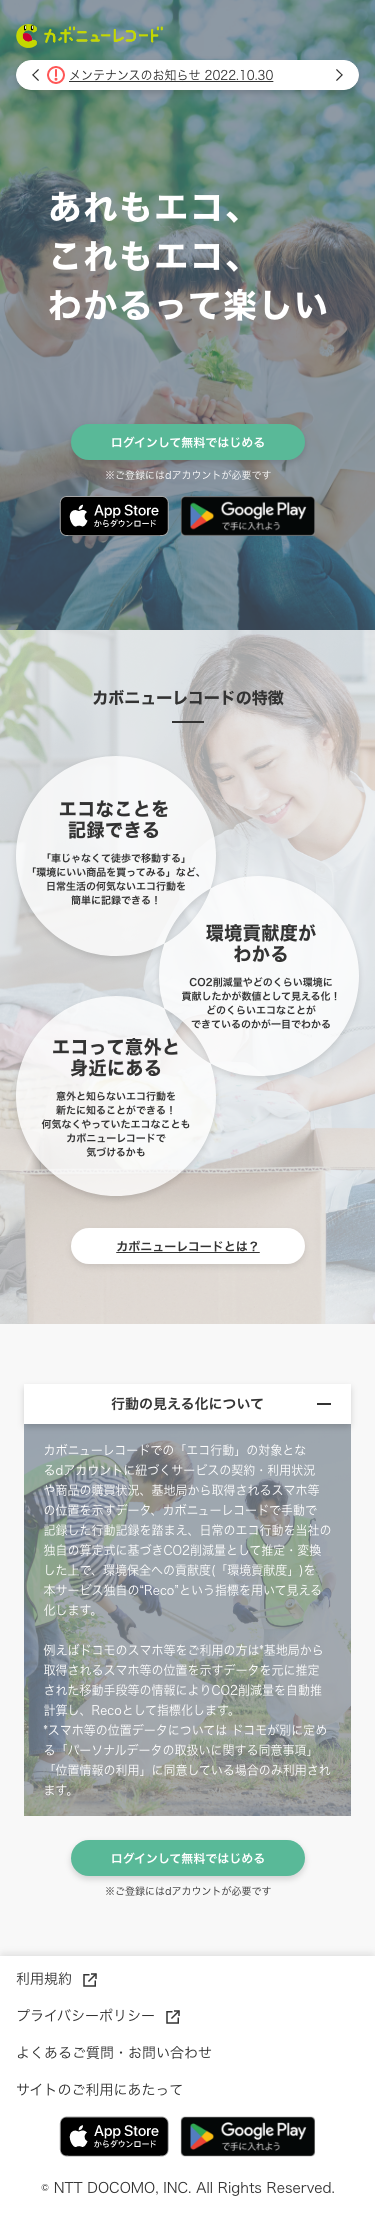 カボニューレコード
メンテナンスのお知らせ 2022.10.30
あれもエコ、
これもエコ、
わかるって楽しい
ログインして無料ではじめる
※ご登録にはdアカウントが必要です
App Store
からダウンロード
Google Play
で手に入れよう
カボニューレコードの特徴
エコなことを
記録できる
「車じゃなくて徒歩で移動する」
「環境にいい商品を買ってみる」など、
日常生活の何気ないエコ行動を
簡単に記録できる！
環境貢献度が
わかる
CO2削減量やどのくらい環境に
貢献したかが数値として見える化！
どのくらいエコなことが
できているのかが一目でわかる
エコって意外と
身近にある
意外と知らないエコ行動を
新たに知ることができる！
何気なくやっていたエコなことも
カボニューレコードで
気づけるかも
カボニューレコードとは？
行動の見える化について
カボニューレコードでの「エコ行動」の対象とな
るdアカウントに紐づくサービスの契約・利用状況
や商品の購買状況、基地局から取得されるスマホ等
の位置を示すデータ、カボニューレコードで手動で
記録した行動記録を踏まえ、日常のエコ行動を当社の
独自の算定式に基づきCO2削減量として推定・変換
した上で、環境保全への貢献度(「環境貢献度」)を
本サービス独自の“Reco”という指標を用いて見える
化します。
例えばドコモのスマホ等をご利用の方は*基地局から
取得されるスマホ等の位置を示すデータを元に推定
された移動手段等の情報によりCO2削減量を自動推
計算し、Recoとして指標化します。
*スマホ等の位置データについては ドコモが別に定め
る「パーソナルデータの取扱いに関する同意事項」
「位置情報の利用」に同意している場合のみ利用され
ます。
ログインして無料ではじめる
※ご登録にはdアカウントが必要です
利用規約
プライバシーポリシー
よくあるご質問・お問い合わせ
サイトのご利用にあたって
App Store
からダウンロード
Google Play
で手に入れよう
© NTT DOCOMO, INC. All Rights Reserved.